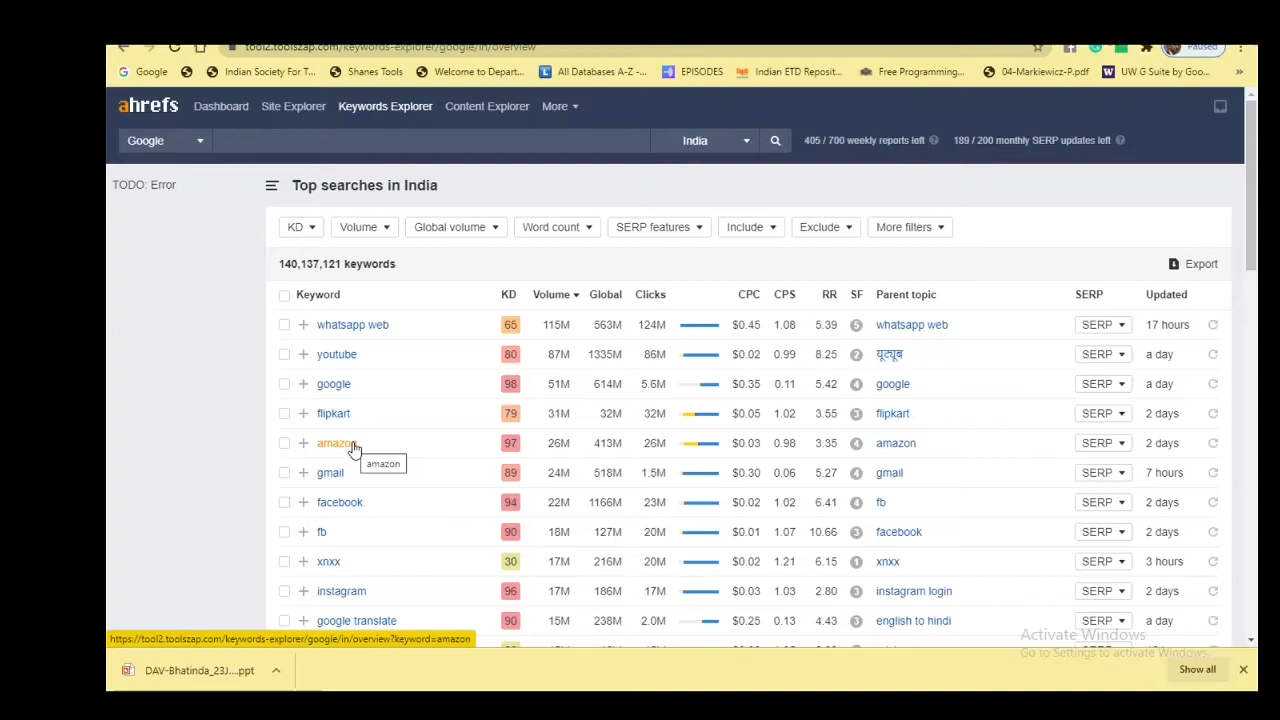 tool2.toolszap.com/keywords-explorer/google/in/overview
Paused
Google
Indian Society For T...
Shanes Tools
Welcome to Depart...
All Databases A-Z -...
EPISODES
Indian ETD Reposit...
Free Programming...
04-Markiewicz-P.pdf
UW G Suite by Goo...
»
ahrefs Dashboard Site Explorer Keywords Explorer Content Explorer More
Google India 405 / 700 weekly reports left 189 / 200 monthly SERP updates left
TODO: Error
Top searches in India
KD Volume Global volume Word count SERP features Include Exclude More filters
140,137,121 keywords Export
Keyword KD Volume Global Clicks CPC CPS RR SF Parent topic SERP Updated
whatsapp web 65 115M 563M 124M $0.45 1.08 5.39 5 whatsapp web SERP 17 hours
youtube 80 87M 1335M 86M $0.02 0.99 8.25 2 यूट्यूब SERP a day
google 98 51M 614M 5.6M $0.35 0.11 5.42 4 google SERP a day
flipkart 79 31M 32M 32M $0.05 1.02 3.55 3 flipkart SERP 2 days
amazon 97 26M 413M 26M $0.03 0.98 3.35 4 amazon SERP 2 days
amazon
gmail 89 24M 518M 1.5M $0.30 0.06 5.27 4 gmail SERP 7 hours
facebook 94 22M 1166M 23M $0.02 1.02 6.41 4 fb SERP 2 days
fb 90 18M 127M 20M $0.01 1.07 10.66 3 facebook SERP 2 days
xnxx 30 17M 216M 20M $0.02 1.21 6.15 1 xnxx SERP 3 hours
instagram 96 17M 186M 17M $0.03 1.03 2.80 3 instagram login SERP 2 days
google translate 90 15M 238M 2.0M $0.25 0.13 4.43 3 english to hindi SERP a day
https://tool2.toolszap.com/keywords-explorer/google/in/overview?keyword=amazon
Activate Windows
Go to Settings to activate Windows.
DAV-Bhatinda_23J....ppt
Show all